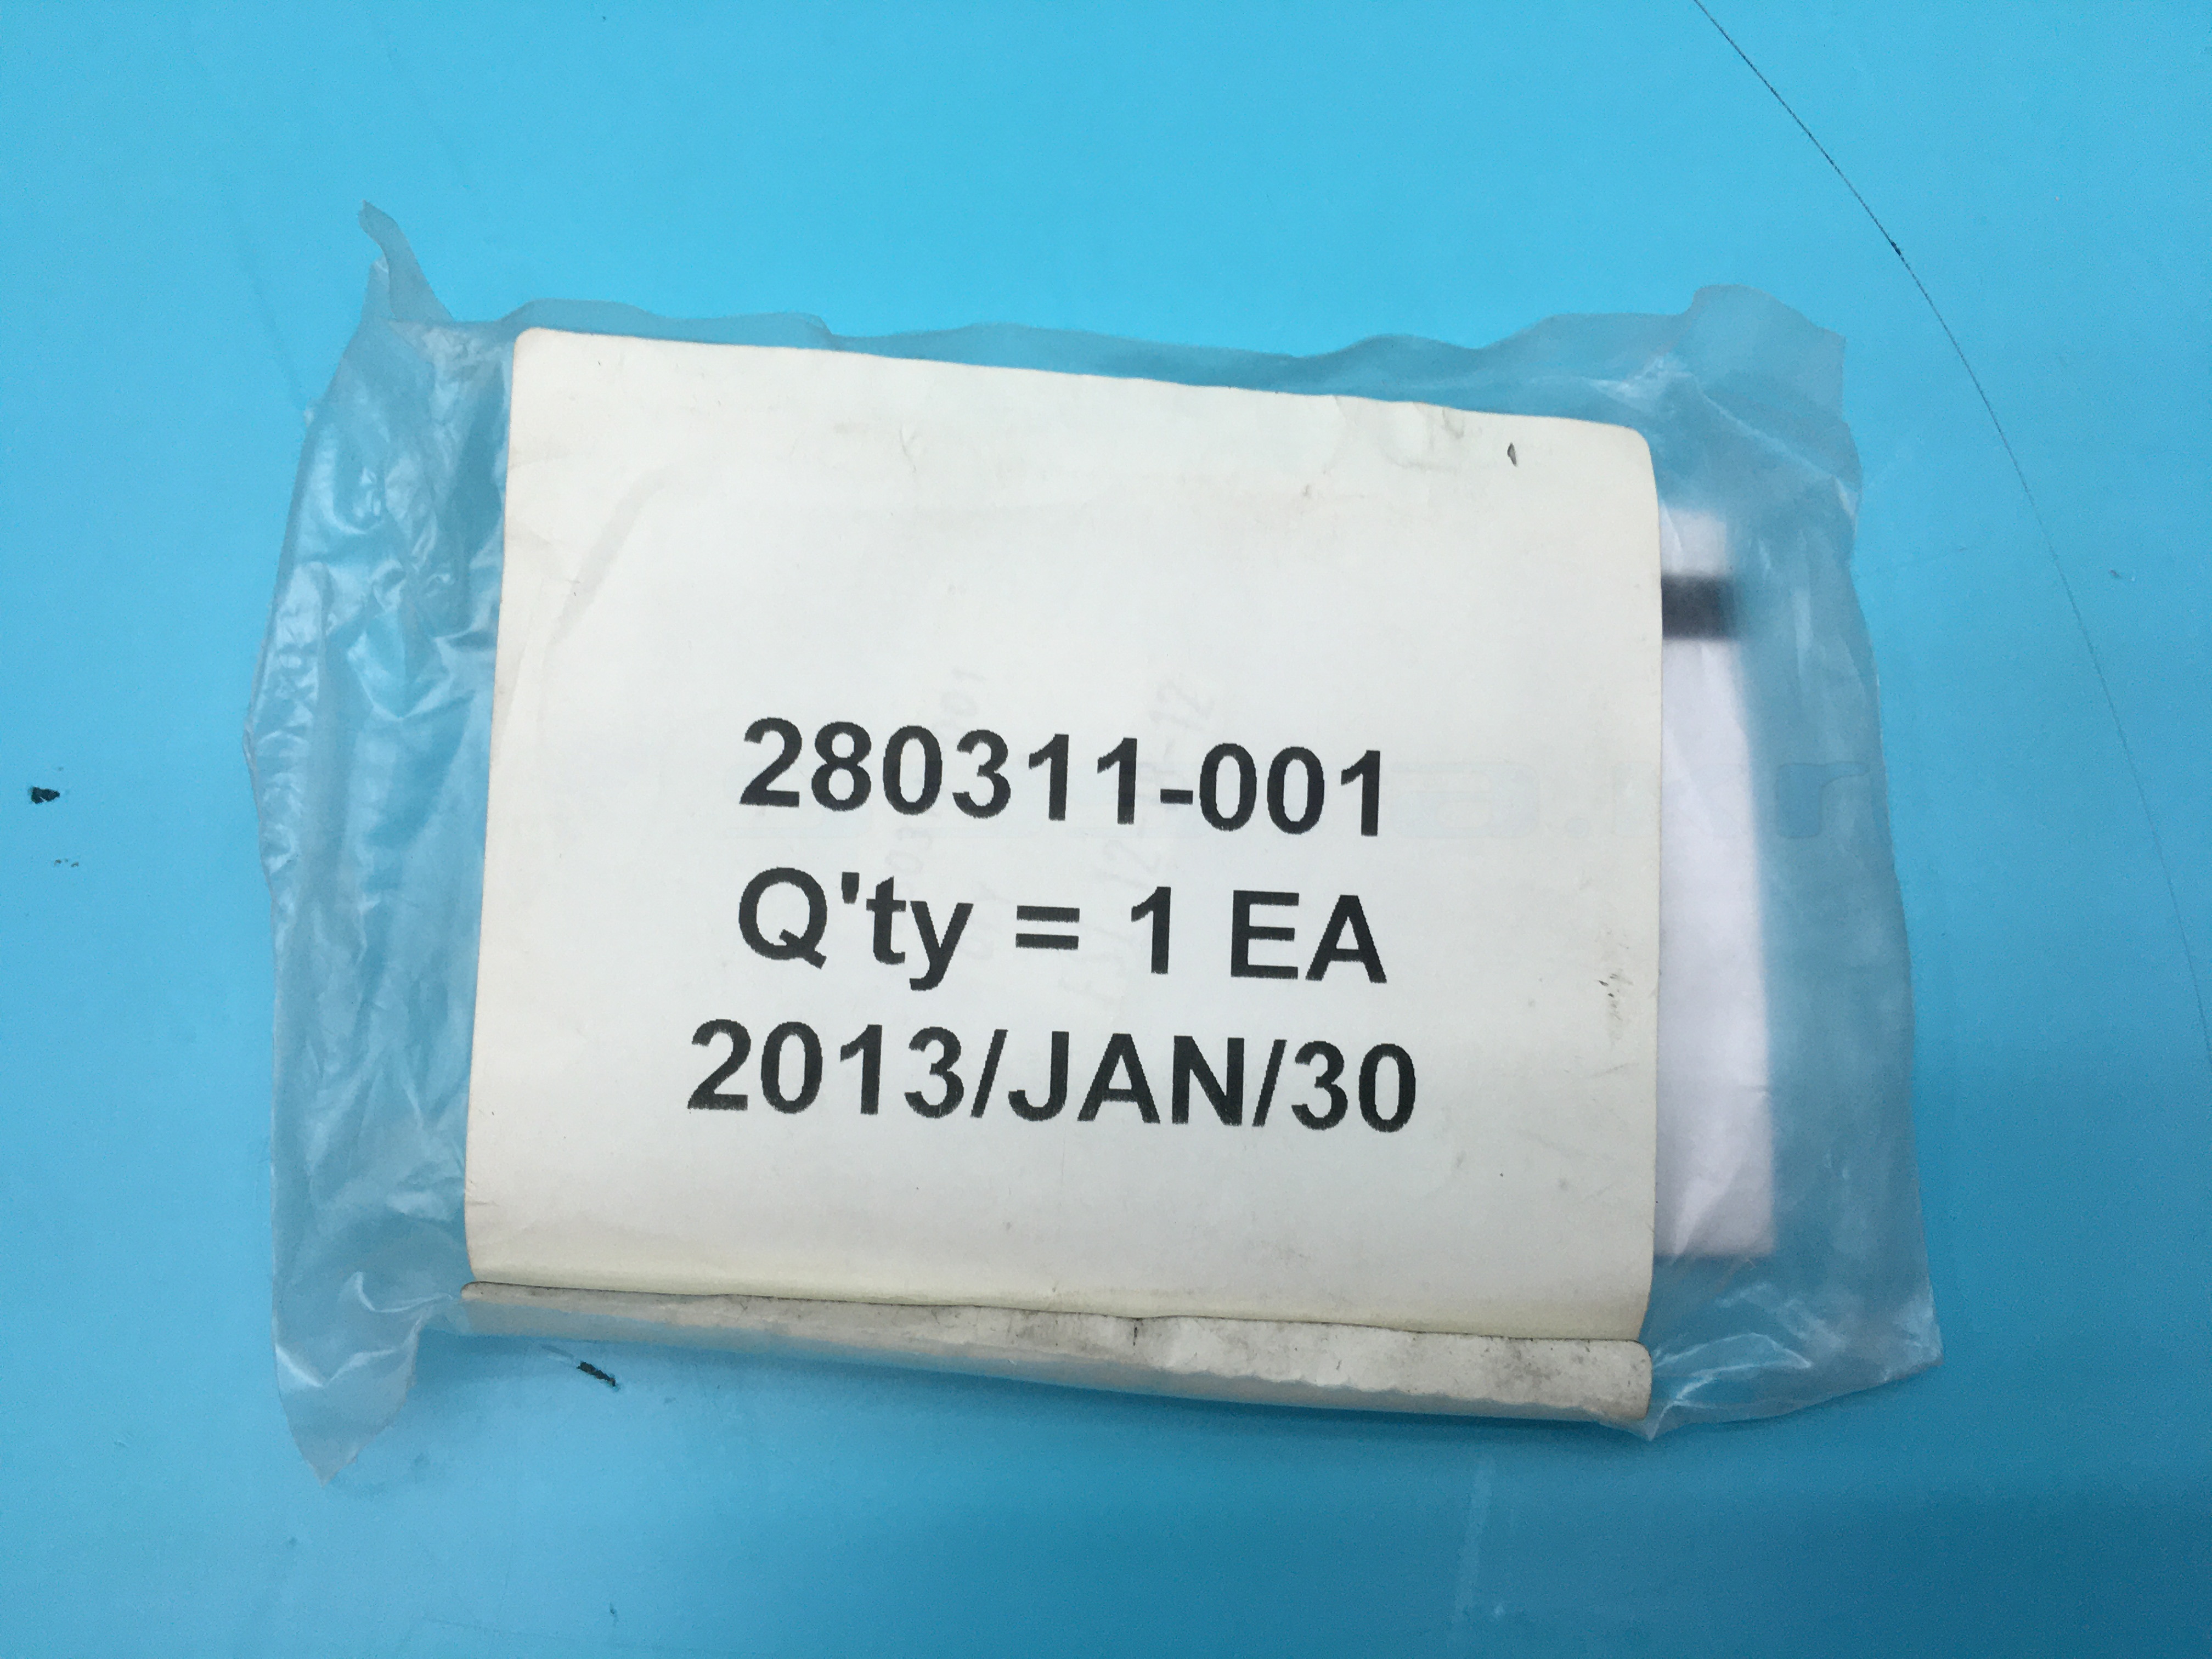 280311-001
Q'ty = 1 EA
2013/JAN/30